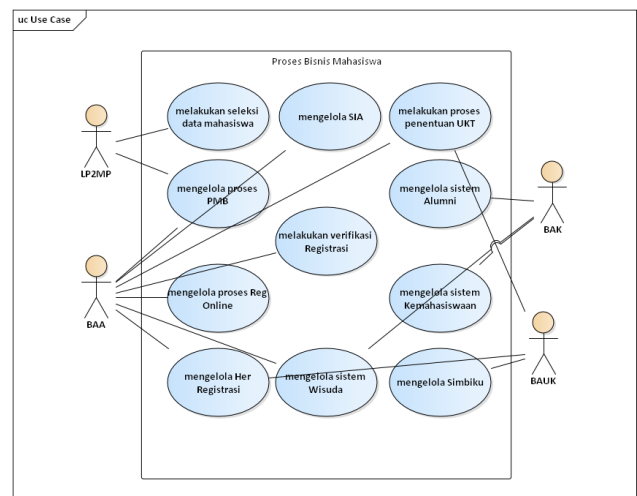 uc Use Case
Proses Bisnis Mahasiswa
melakukan seleksi
data mahasiswa
mengelola SIA
melakukan proses
penentuan UKT
LP2MP
mengelola proses
PMB
mengelola sistem
Alumni
BAK
melakukan verifikasi
Registrasi
BAA
mengelola proses Reg
Online
mengelola sistem
Kemahasiswaan
BAUK
mengelola Her
Registrasi
mengelola sistem
Wisuda
mengelola Simbiku